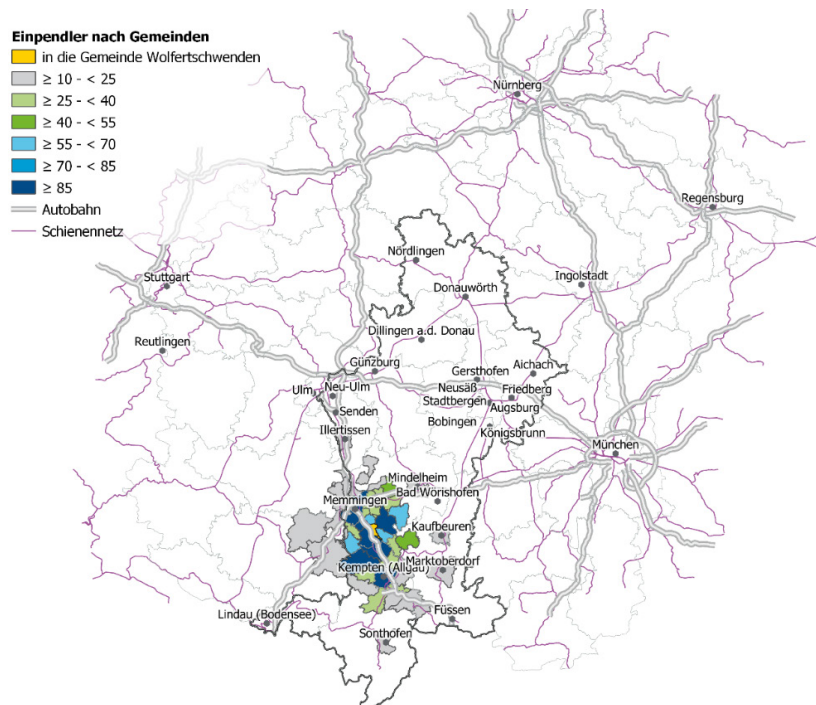 Einpendler nach Gemeinden
in die Gemeinde Wolfertschwenden
≥ 10 - < 25
≥ 25 - < 40
≥ 40 - < 55
≥ 55 - < 70
≥ 70 - < 85
≥ 85
Autobahn
Schienennetz
Nürnberg
Regensburg
Nördlingen
Stuttgart
Ingolstadt
Donauwörth
Dillingen a.d. Donau
Reutlingen
Günzburg
Aichach
Gersthofen
Ulm
Neu-Ulm
Neusäß
Friedberg
Stadtbergen
Augsburg
Senden
Bobingen
Illertissen
Königsbrunn
München
Mindelheim
Bad Wörishofen
Memmingen
Kaufbeuren
Marktoberdorf
Kempten (Allgäu)
Lindau (Bodensee)
Füssen
Sonthofen